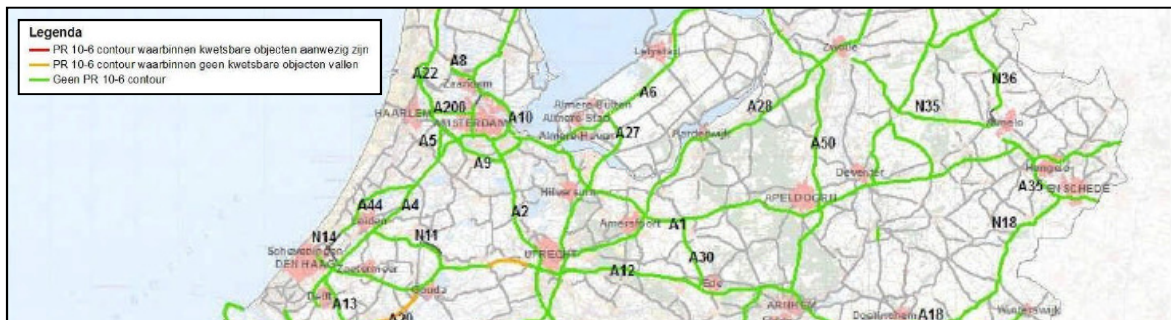 Legenda
PR 10-6 contour waarbinnen kwetsbare objecten aanwezig zijn
PR 10-6 contour waarbinnen geen kwetsbare objecten vallen
Geen PR 10-6 contour
Lelystad
Zwolle
A8
A22
Zaandam
A6
N36
A200
HAARLEM
AMSTERDAM
A10
Almere-Buiten
Almere-Stad
A28
N35
Almelo
A5
Almere-Haven
A27
Harderwijk
A9
A50
Deventer
Hengelo
Hilversum
A35
ENSCHEDE
A44
A4
A2
APELDOORN
Leiden
Amersfoort
A1
N18
N14
N11
Scheveningen
UTRECHT
DEN HAAG
Zoetermeer
A12
A30
Ede
Delft
A13
Gouda
A20
ARNHEM
Doetinchem
A18
Winterswijk